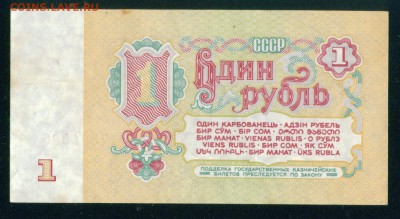 COINS.LAVE.RU
СССР
1
Один
рубль
1
ОДИН КАРБОВАНЕЦЬ · АДЗІН РУБЕЛЬ
БИР СЎМ · БІР СОМ · ᲔᲠᲗᲘ ᲛᲐᲜᲔᲗᲘ
БИР МАНАТ · VIENAS RUBLIS · О РУБЛЭ
VIENS RUBLIS · БИР СОМ · ЯК СӮМ
ՄԵԿ ՌՈՒԲԼԻ · БИР МАНАТ · ÜKS RUBLA
1
ПОДДЕЛКА ГОСУДАРСТВЕННЫХ КАЗНАЧЕЙСКИХ
БИЛЕТОВ ПРЕСЛЕДУЕТСЯ ПО ЗАКОНУ